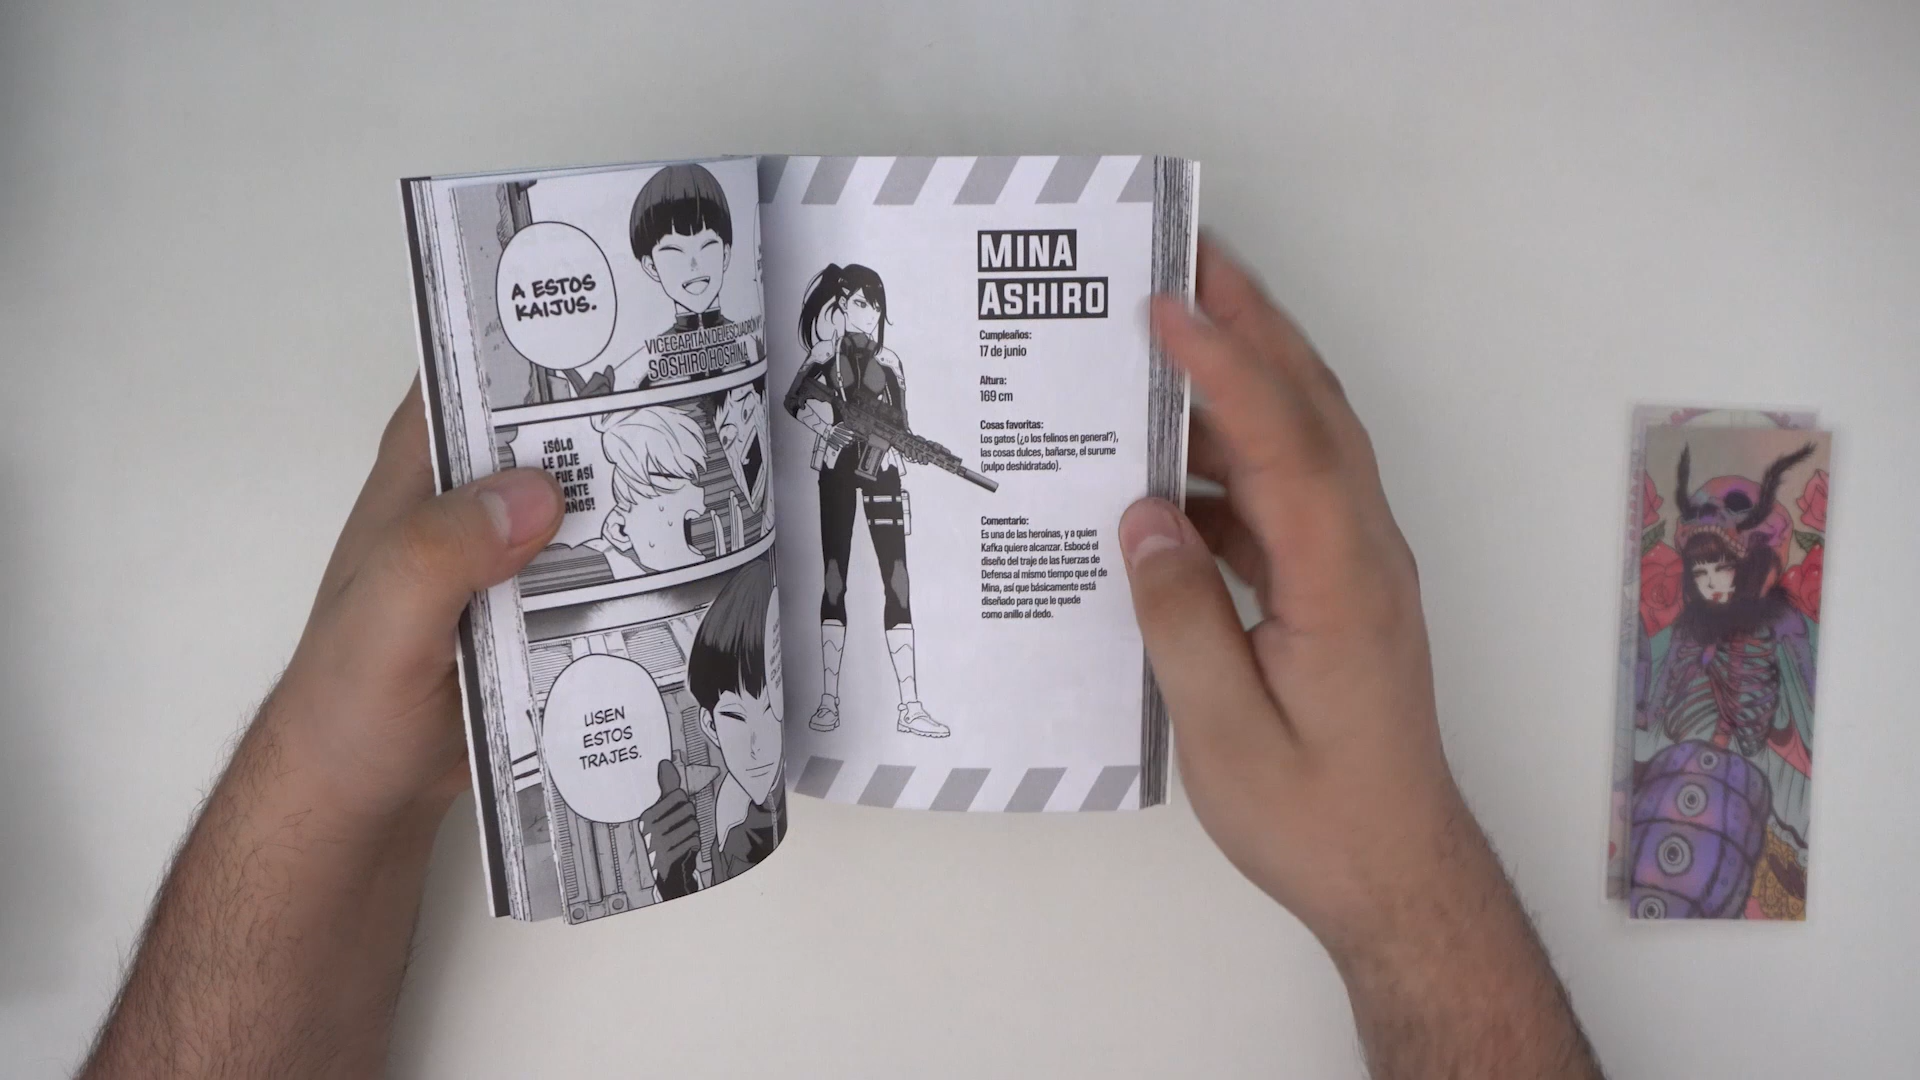 A ESTOS
KAIJUS.
VICECAPITÁN DEL ESCUADRÓN
SOSHIRO HOSHINA
¡SÓLO
LE DIJE
FUE ASÍ
ANTE
AÑOS!
USEN
ESTOS
TRAJES.
MINA
ASHIRO
Cumpleaños:
17 de junio
Altura:
169 cm
Cosas favoritas:
Los gatos (¿o los felinos en general?),
las cosas dulces, bañarse, el surume
(pulpo deshidratado).
Comentario:
Es una de las heroínas, y a quien
Kafka quiere alcanzar. Esbocé el
diseño del traje de las Fuerzas de
Defensa al mismo tiempo que el de
Mina, así que básicamente está
diseñado para que le quede
como anillo al dedo.